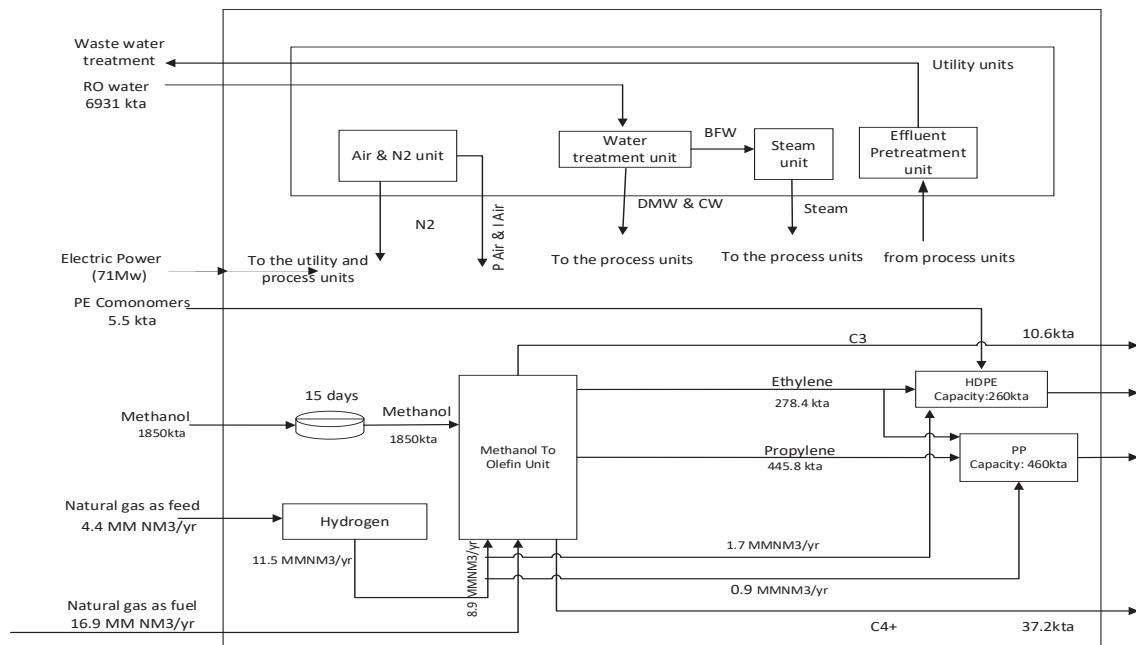 Waste water
treatment
Utility units
RO water
6931 kta
Air & N2 unit
Water
treatment unit
BFW
Steam
unit
Effluent
Pretreatment
unit
N2
P Air & I Air
DMW & CW
Steam
Electric Power
(71Mw)
To the utility and
process units
To the process units
To the process units
from process units
PE Comonomers
5.5 kta
C3
10.6kta
Methanol
1850kta
15 days
Methanol
1850kta
Methanol To
Olefin Unit
Ethylene
278.4 kta
HDPE
Capacity:260kta
Propylene
445.8 kta
PP
Capacity: 460kta
Natural gas as feed
4.4 MM NM3/yr
Hydrogen
11.5 MMNM3/yr
8.9 MMNM3/yr
1.7 MMNM3/yr
0.9 MMNM3/yr
Natural gas as fuel
16.9 MM NM3/yr
C4+
37.2kta